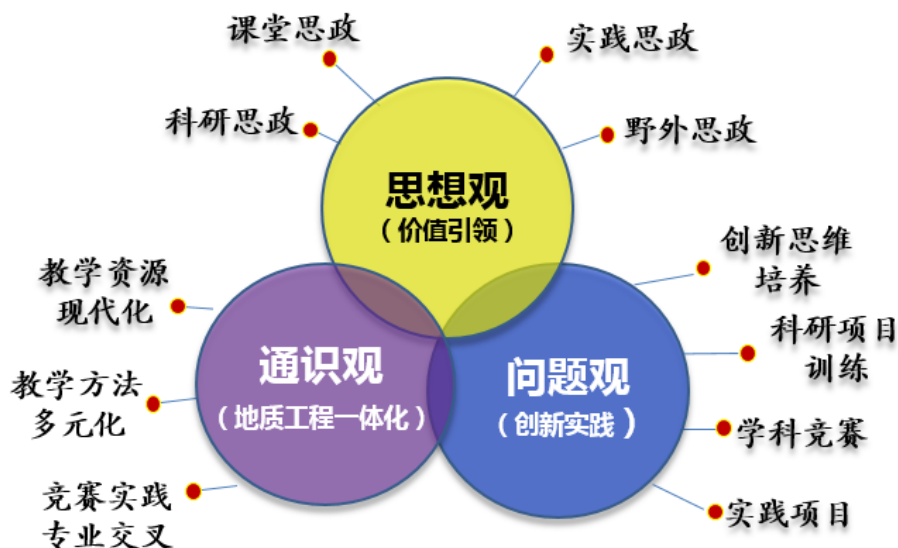 课堂思政
实践思政
科研思政
野外思政
思想观
（价值引领）
创新思维
培养
教学资源
现代化
科研项目
训练
通识观
（地质工程一体化）
问题观
（创新实践）
教学方法
多元化
学科竞赛
竞赛实践
专业交叉
实践项目